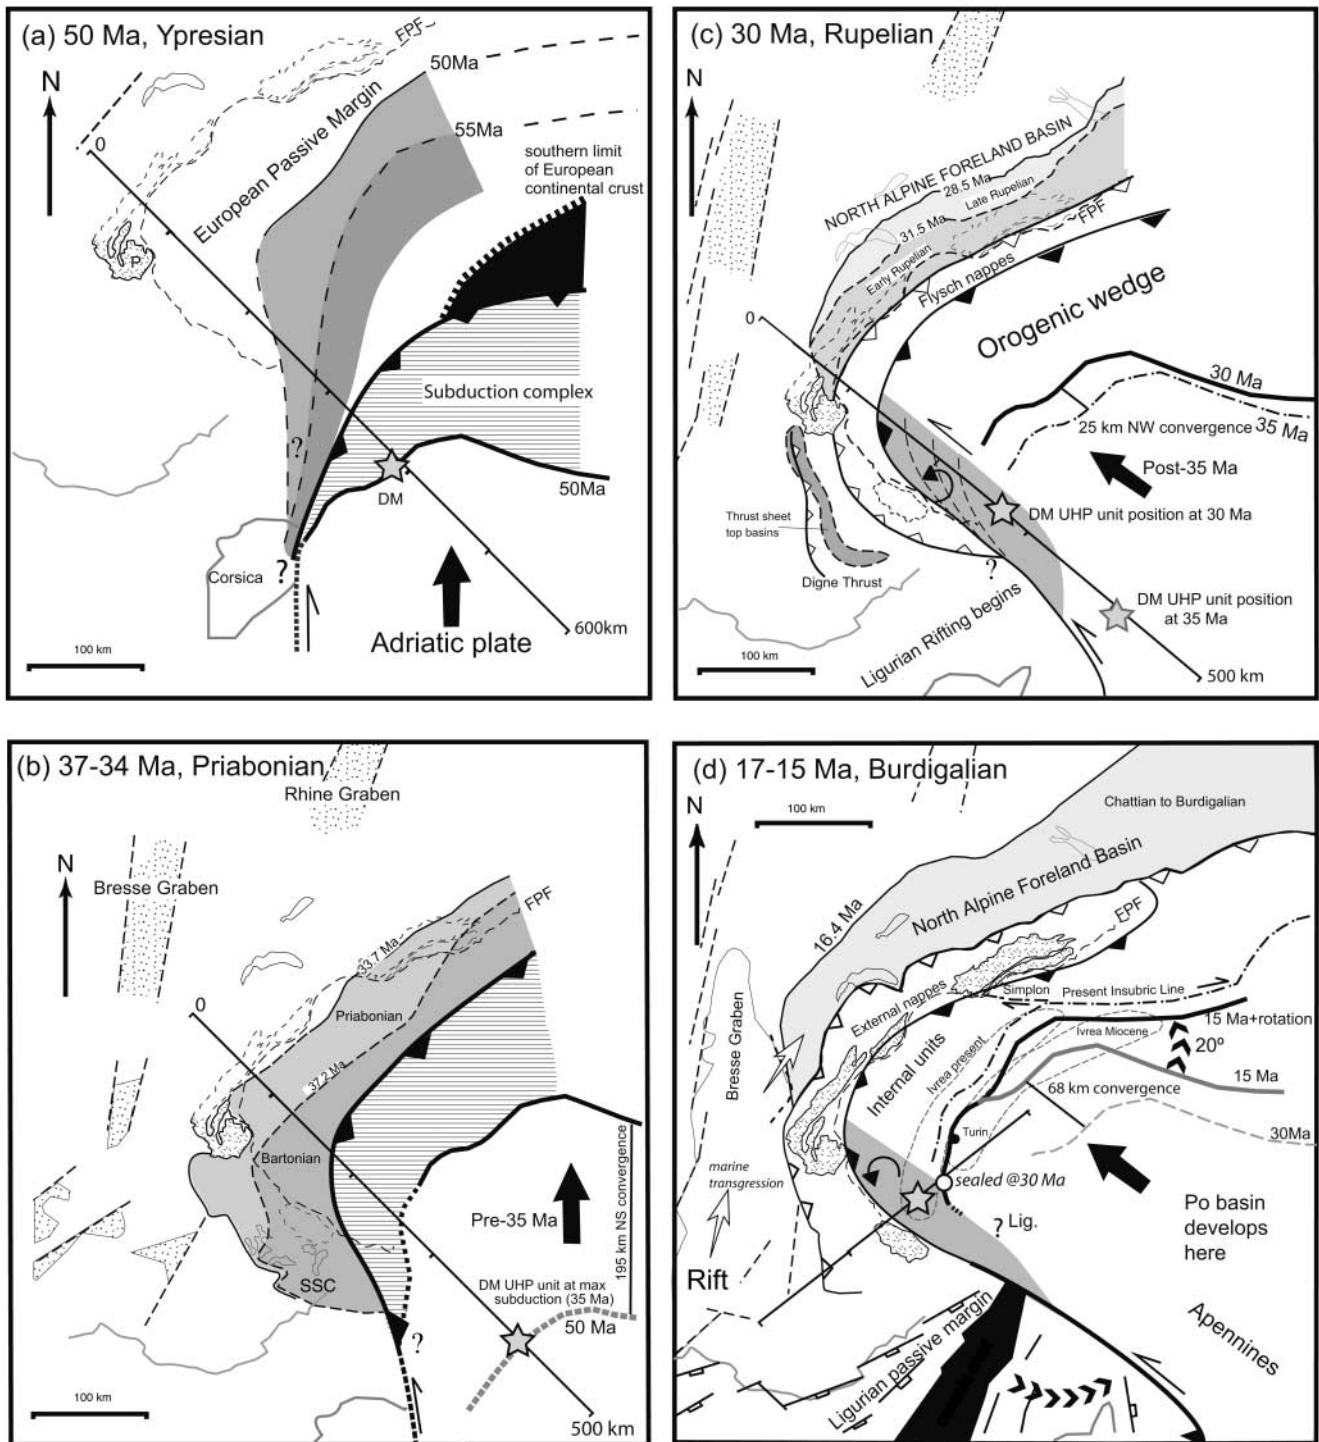 (a) 50 Ma, Ypresian
N
FPF
50Ma
55Ma
0
European Passive Margin
southern limit
of European
continental crust
P
Subduction complex
?
DM
50Ma
?
Corsica
600km
Adriatic plate
100 km
(c) 30 Ma, Rupelian
N
NORTH ALPINE FORELAND BASIN
28.5 Ma
Late Rupelian
31.5 Ma
Early Rupelian
FPF
Flysch nappes
0
Orogenic wedge
30 Ma
35 Ma
25 km NW convergence
Post-35 Ma
DM UHP unit position at 30 Ma
Thrust sheet
top basins
?
Digne Thrust
DM UHP unit position
at 35 Ma
Ligurian Rifting begins
100 km
500 km
(b) 37-34 Ma, Priabonian
Rhine Graben
N
Bresse Graben
FPF
33.7 Ma
0
Priabonian
37.2 Ma
Bartonian
Pre-35 Ma
195 km NS convergence
SSC
DM UHP unit at max
subduction (35 Ma)
50 Ma
?
100 km
500 km
(d) 17-15 Ma, Burdigalian
N
100 km
Chattian to Burdigalian
North Alpine Foreland Basin
16.4 Ma
FPF
External nappes
Simplon
Present Insubric Line
15 Ma+rotation
Ivrea Miocene
20º
Bresse Graben
Internal units
Ivrea present
15 Ma
68 km convergence
Turin
30Ma
marine
transgression
sealed @30 Ma
? Lig.
Po basin
develops
here
Rift
Ligurian passive margin
Apennines